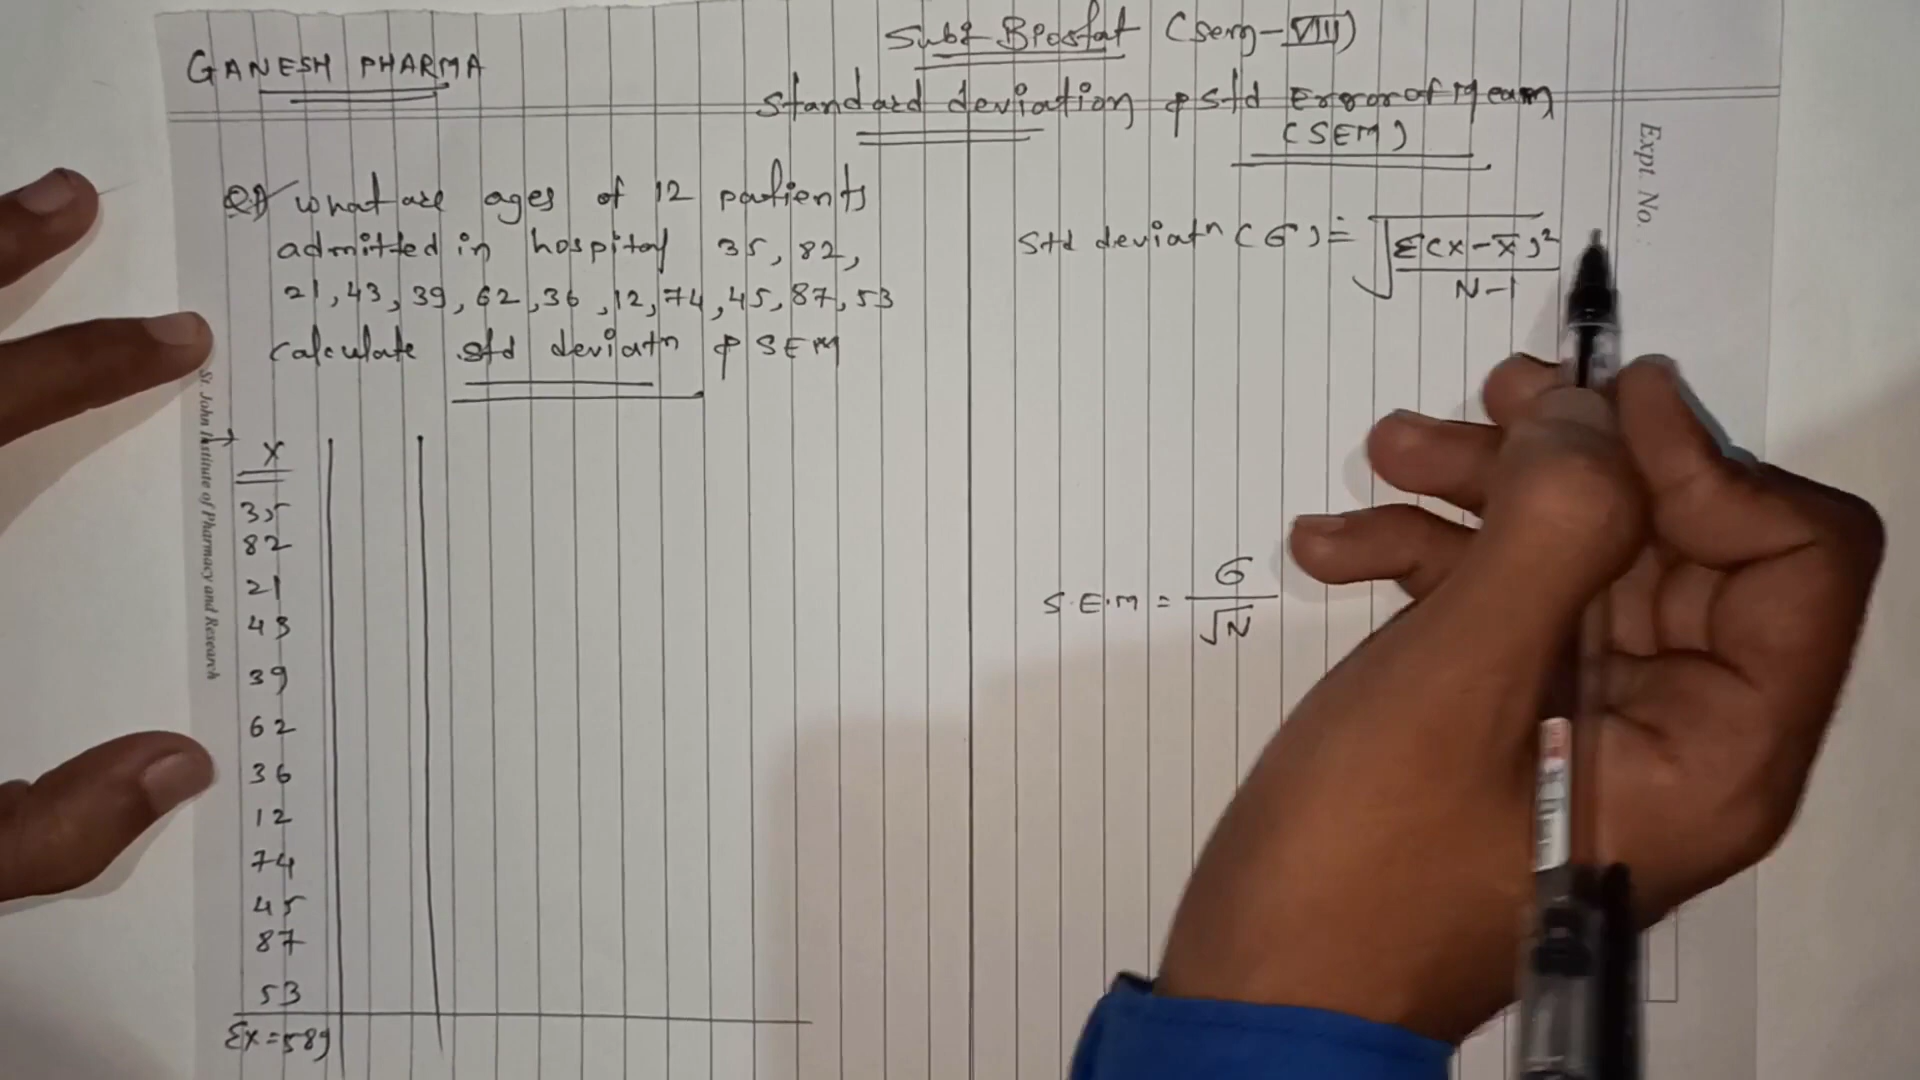 GANESH PHARMA
Sub: Biostat (Sem-VIII)
Standard deviation & Std Error of Mean
(SEM)
Q1) What are ages of 12 patients
admitted in hospital 35, 82,
21, 43, 39, 62, 36, 12, 74, 45, 87, 53
calculate std deviatn & SEM
X
35
82
21
43
39
62
36
12
74
45
87
53
Σx = 589
Std deviatn (σ) = √Σ(x-x̄)²
N-1
S.E.M = σ
√N
Expt. No. :
St. John Institute of Pharmacy and Research